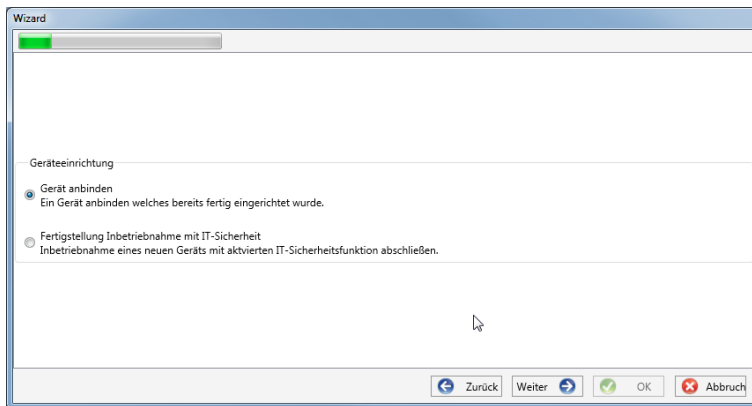 Wizard
Geräteeinrichtung
Gerät anbinden
Ein Gerät anbinden welches bereits fertig eingerichtet wurde.
Fertigstellung Inbetriebnahme mit IT-Sicherheit
Inbetriebnahme eines neuen Geräts mit aktvierten IT-Sicherheitsfunktion abschließen.
Zurück Weiter OK Abbruch